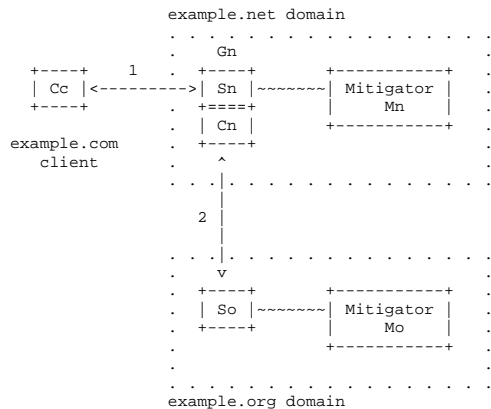 example.net domain
. . . . . . . . . . . . . . . . .
. Gn .
+----+ 1 . +----+ +-----------+ .
| Cc |<--------->| Sn |~~~~~~~| Mitigator | .
+----+ . +====+ | Mn | .
. | Cn | +-----------+ .
example.com . +----+ .
client . ^ .
. . .|. . . . . . . . . . . . . .
|
2 |
|
. . .|. . . . . . . . . . . . . .
. v .
. +----+ +-----------+ .
. | So |~~~~~~~| Mitigator | .
. +----+ | Mo | .
. +-----------+ .
. .
. . . . . . . . . . . . . . . . .
example.org domain